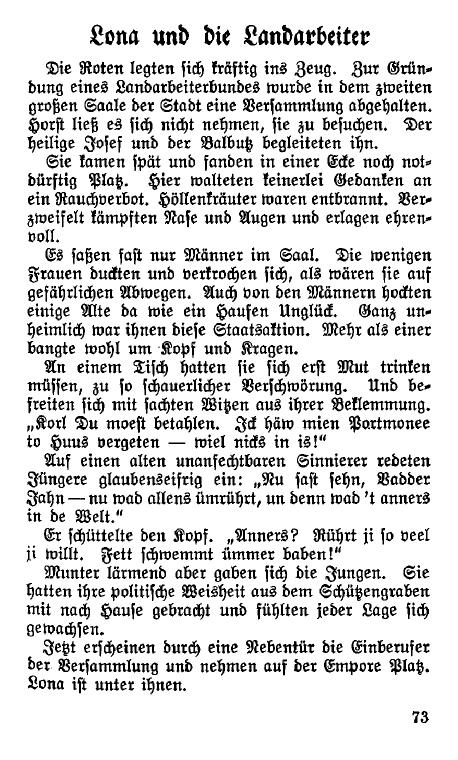 Lona und die Landarbeiter
Die Roten legten sich kräftig ins Zeug. Zur Grün-
dung eines Landarbeiterbundes wurde in dem zweiten
großen Saale der Stadt eine Versammlung abgehalten.
Horst ließ es sich nicht nehmen, sie zu besuchen. Der
heilige Josef und der Balbutz begleiteten ihn.
Sie kamen spät und fanden in einer Ecke noch not-
dürftig Platz. Hier walteten keinerlei Gedanken an
ein Rauchverbot. Höllenkräuter waren entbrannt. Ver-
zweifelt kämpften Nase und Augen und erlagen ehren-
voll.
Es saßen fast nur Männer im Saal. Die wenigen
Frauen duckten und verkrochen sich, als wären sie auf
gefährlichen Abwegen. Auch von den Männern hockten
einige Alte da wie ein Haufen Unglück. Ganz un-
heimlich war ihnen diese Staatsaktion. Mehr als einer
bangte wohl um Kopf und Kragen.
An einem Tisch hatten sie sich erst Mut trinken
müssen, zu so schauerlicher Verschwörung. Und be-
freiten sich mit sachten Witzen aus ihrer Beklemmung.
„Korl Du moest betahlen. Ick häw mien Portmonee
to Huus vergeten — wiel nicks in is!"
Auf einen alten unanfechtbaren Sinnierer redeten
Jüngere glaubenseifrig ein: „Nu sast sehn, Vadder
Jahn — nu wad allens ümrührt, un denn wad 't anners
in de Welt."
Er schüttelte den Kopf. „Anners? Rührt ji so veel
ji willt. Fett schwemmt ümmer baben!"
Munter lärmend aber gaben sich die Jungen. Sie
hatten ihre politische Weisheit aus dem Schützengraben
mit nach Hause gebracht und fühlten jeder Lage sich
gewachsen.
Jetzt erscheinen durch eine Nebentür die Einberufer
der Versammlung und nehmen auf der Empore Platz.
Lona ist unter ihnen.
73